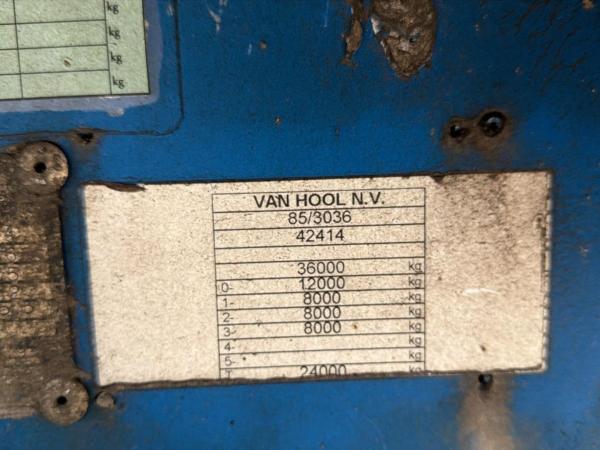 kg
kg
kg
kg
VAN HOOL N.V.
85/3036
42414
36000 kg
0- 12000 kg
1- 8000 kg
2- 8000 kg
3- 8000 kg
4- kg
5- kg
T 24000 kg